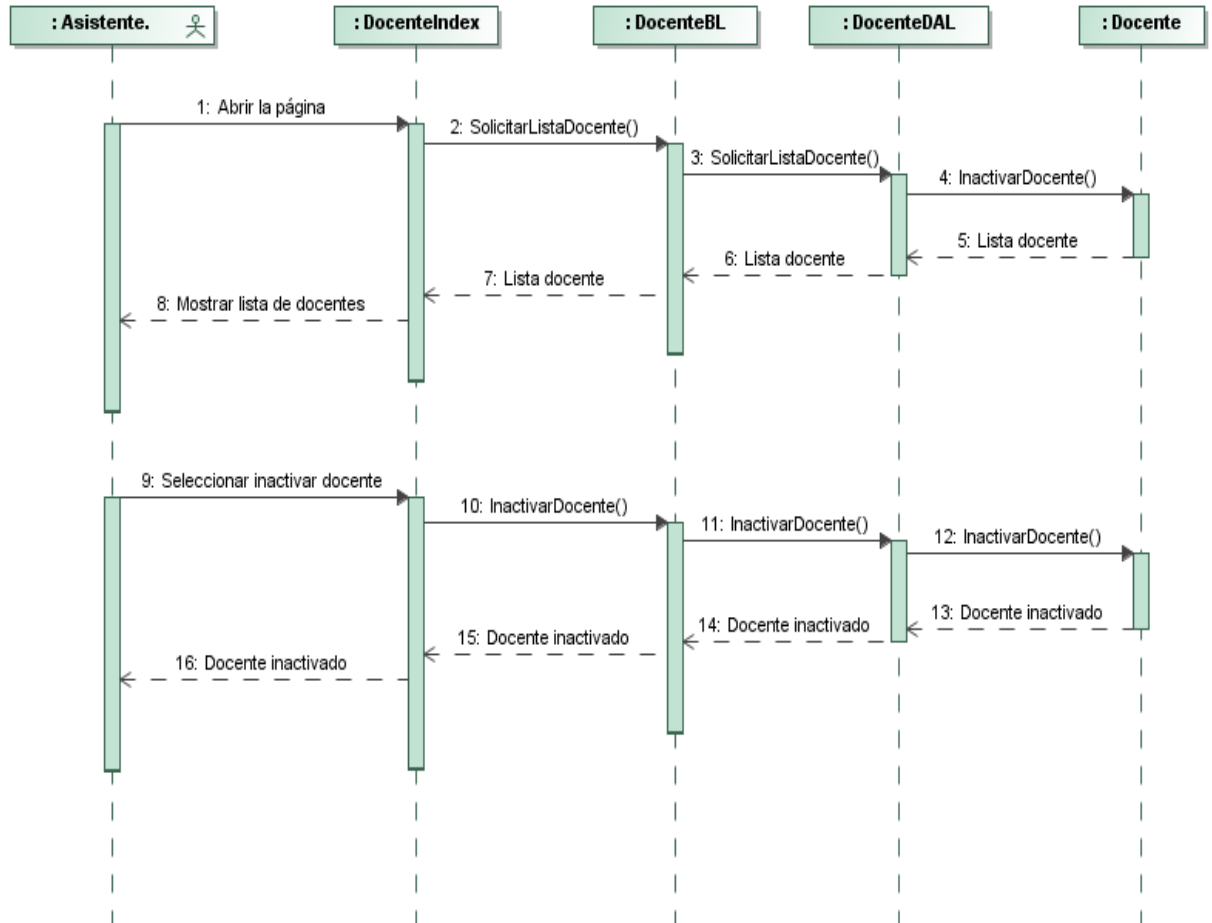 : Asistente.
: DocenteIndex
: DocenteBL
: DocenteDAL
: Docente
1: Abrir la página
2: SolicitarListaDocente()
3: SolicitarListaDocente()
4: InactivarDocente()
5: Lista docente
6: Lista docente
7: Lista docente
8: Mostrar lista de docentes
9: Seleccionar inactivar docente
10: InactivarDocente()
11: InactivarDocente()
12: InactivarDocente()
13: Docente inactivado
14: Docente inactivado
15: Docente inactivado
16: Docente inactivado